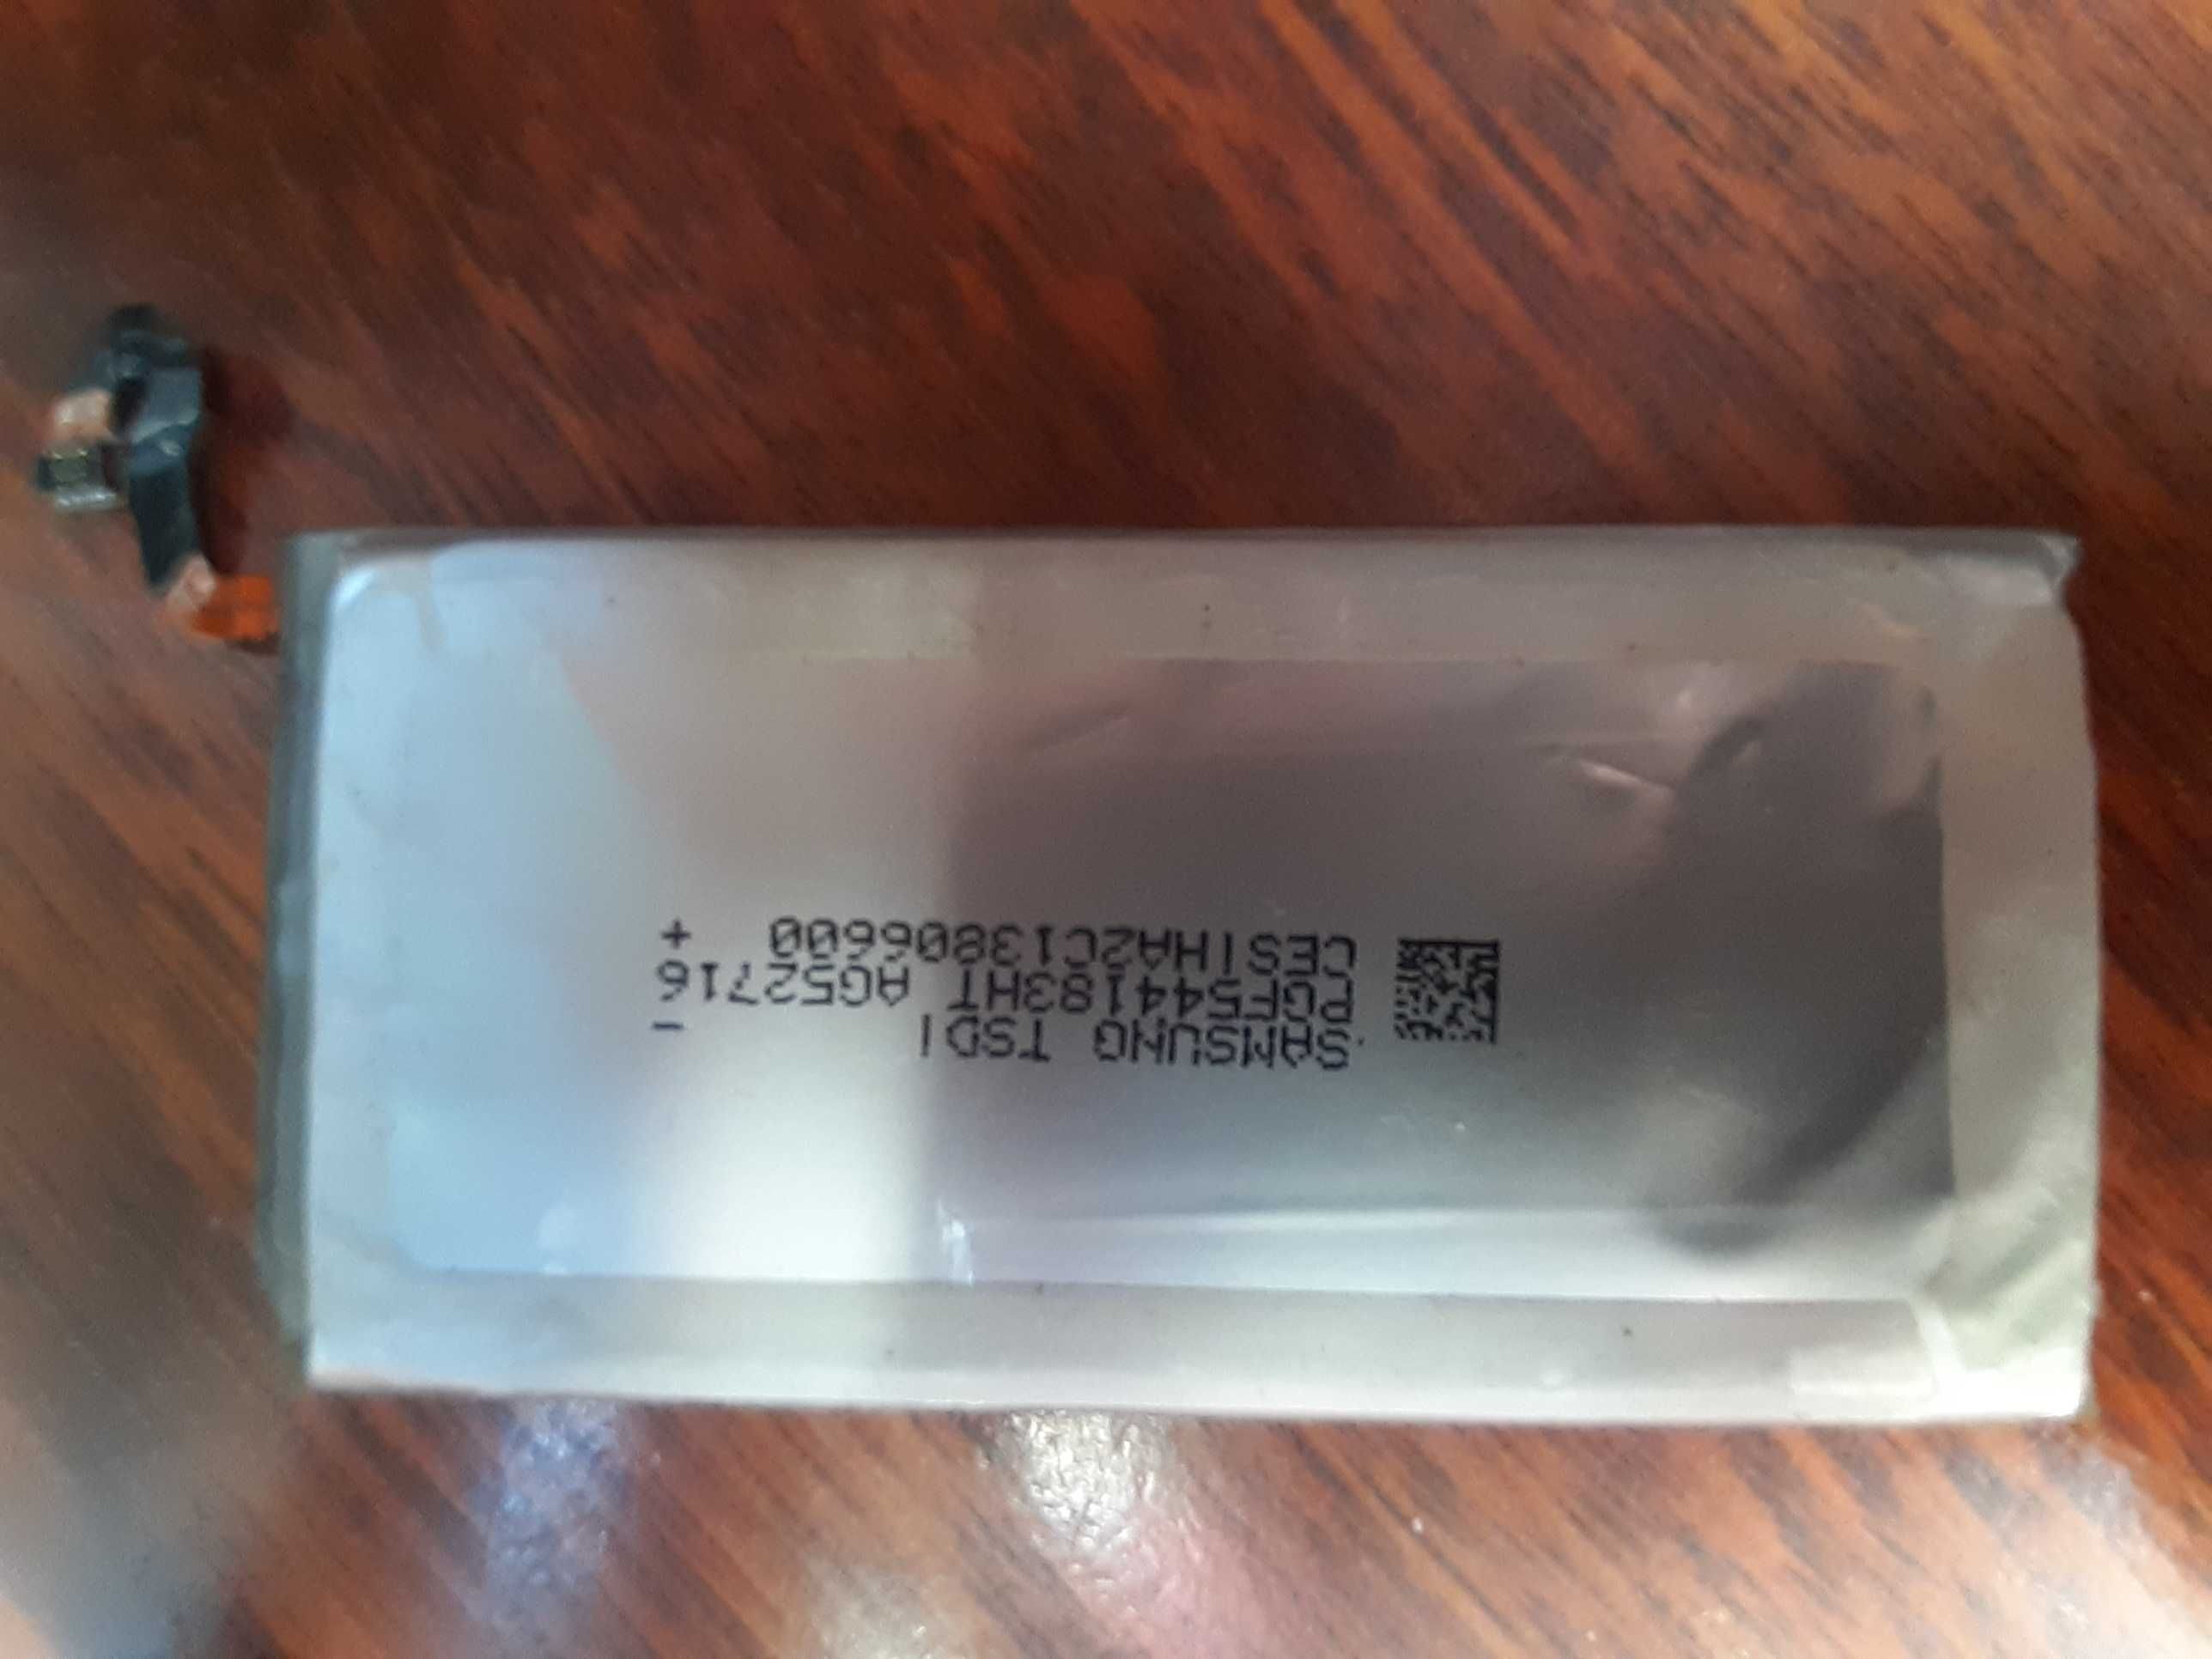 SAMSUNG TSDI -
PGF544183HT AG52716
CESIHA2C13806600 +